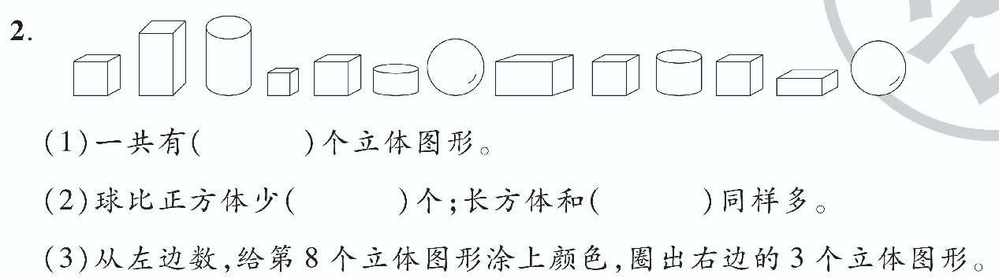 2.
(1)一共有(  )个立体图形。
(2)球比正方体少(  )个;长方体和(  )同样多。
(3)从左边数,给第 8 个立体图形涂上颜色,圈出右边的 3 个立体图形。